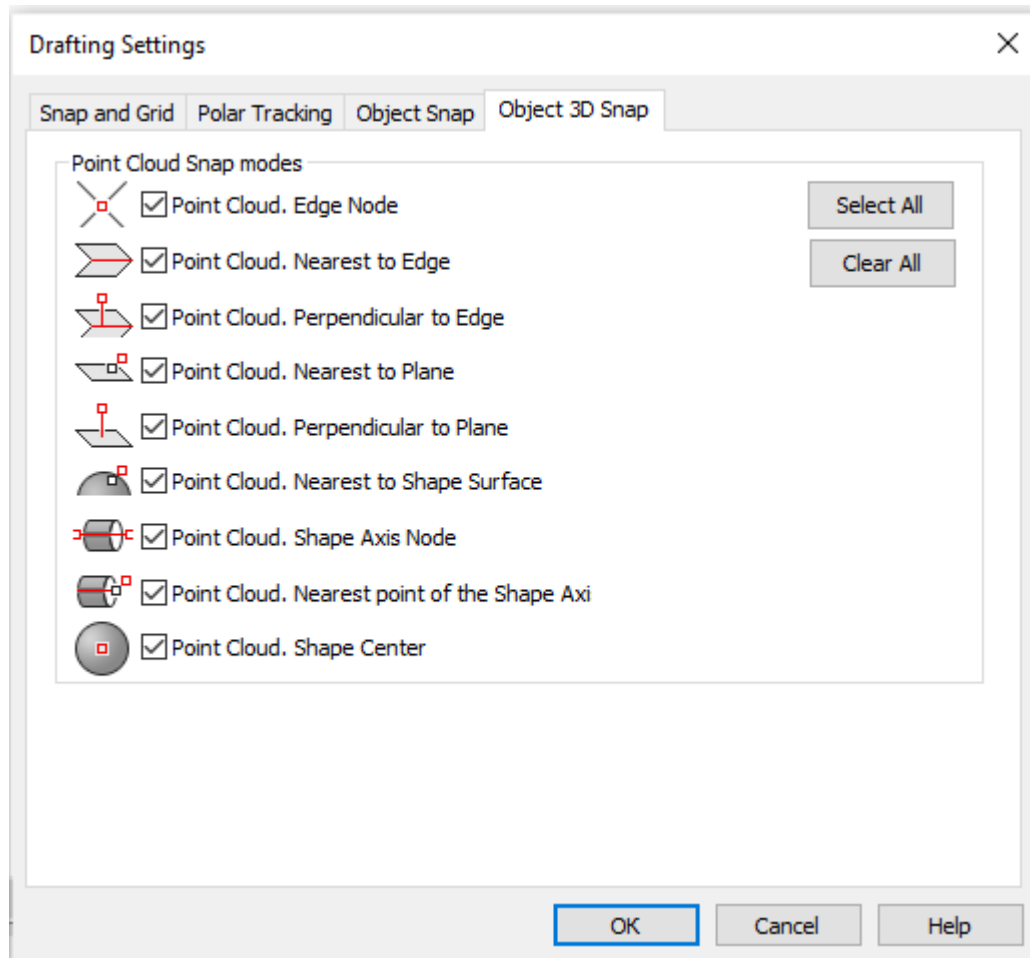 Drafting Settings
Snap and Grid Polar Tracking Object Snap Object 3D Snap
Point Cloud Snap modes
Point Cloud. Edge Node
Select All
Point Cloud. Nearest to Edge
Clear All
Point Cloud. Perpendicular to Edge
Point Cloud. Nearest to Plane
Point Cloud. Perpendicular to Plane
Point Cloud. Nearest to Shape Surface
Point Cloud. Shape Axis Node
Point Cloud. Nearest point of the Shape Axi
Point Cloud. Shape Center
OK Cancel Help